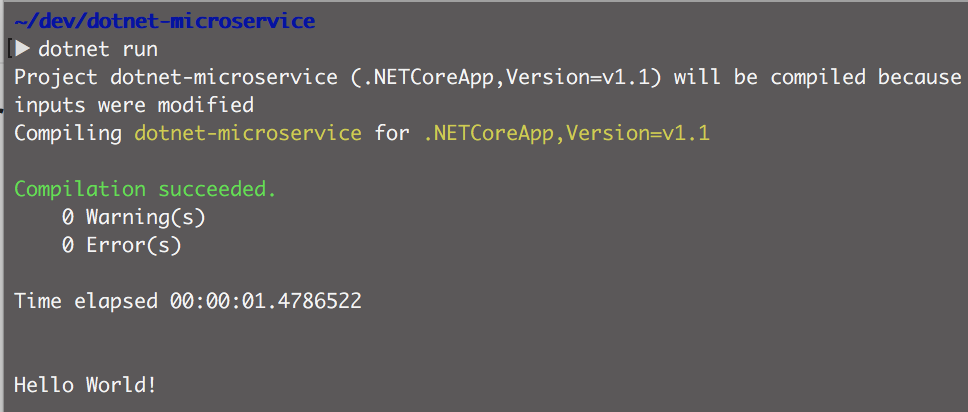 ~/dev/dotnet-microservice
[▶ dotnet run
Project dotnet-microservice (.NETCoreApp,Version=v1.1) will be compiled because
inputs were modified
Compiling dotnet-microservice for .NETCoreApp,Version=v1.1
Compilation succeeded.
0 Warning(s)
0 Error(s)
Time elapsed 00:00:01.4786522
Hello World!